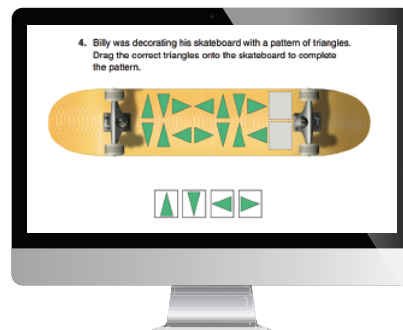 4. Billy was decorating his skateboard with a pattern of triangles.
Drag the correct triangles onto the skateboard to complete
the pattern.